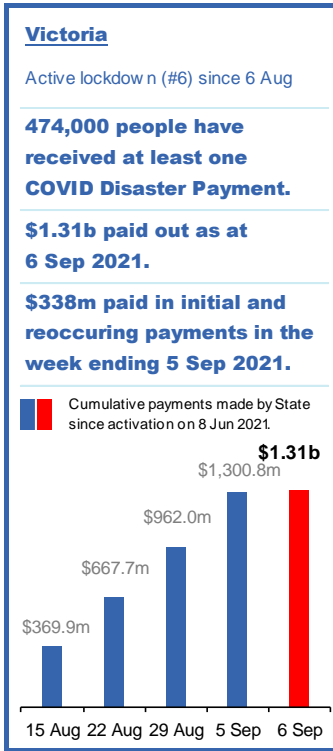 Victoria
Active lockdown (#6) since 6 Aug
474,000 people have
received at least one
COVID Disaster Payment.
$1.31b paid out as at
6 Sep 2021.
$338m paid in initial and
reoccuring payments in the
week ending 5 Sep 2021.
Cumulative payments made by State
since activation on 8 Jun 2021.
$1.31b
$1,300.8m
$962.0m
$667.7m
$369.9m
15 Aug 22 Aug 29 Aug 5 Sep 6 Sep